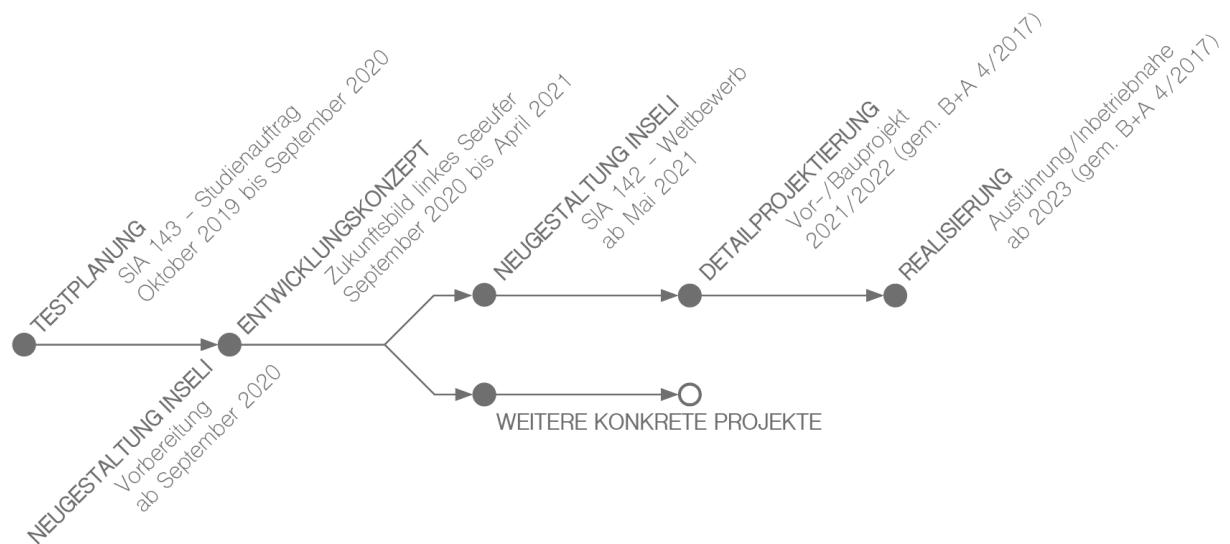 TESTPLANUNG
SIA 143 - Studienauftrag
Oktober 2019 bis September 2020
ENTWICKLUNGSKONZEPT
Zukunftsbild linkes Seeufer
September 2020 bis April 2021
NEUGESTALTUNG INSELI
Vorbereitung
ab September 2020
NEUGESTALTUNG INSELI
SIA 142 - Wettbewerb
ab Mai 2021
DETAILPROJEKTIERUNG
Vor-/Bauprojekt
2021/2022 (gem. B+A 4/2017)
REALISIERUNG
Ausführung/Inbetriebnahe
ab 2023 (gem. B+A 4/2017)
WEITERE KONKRETE PROJEKTE